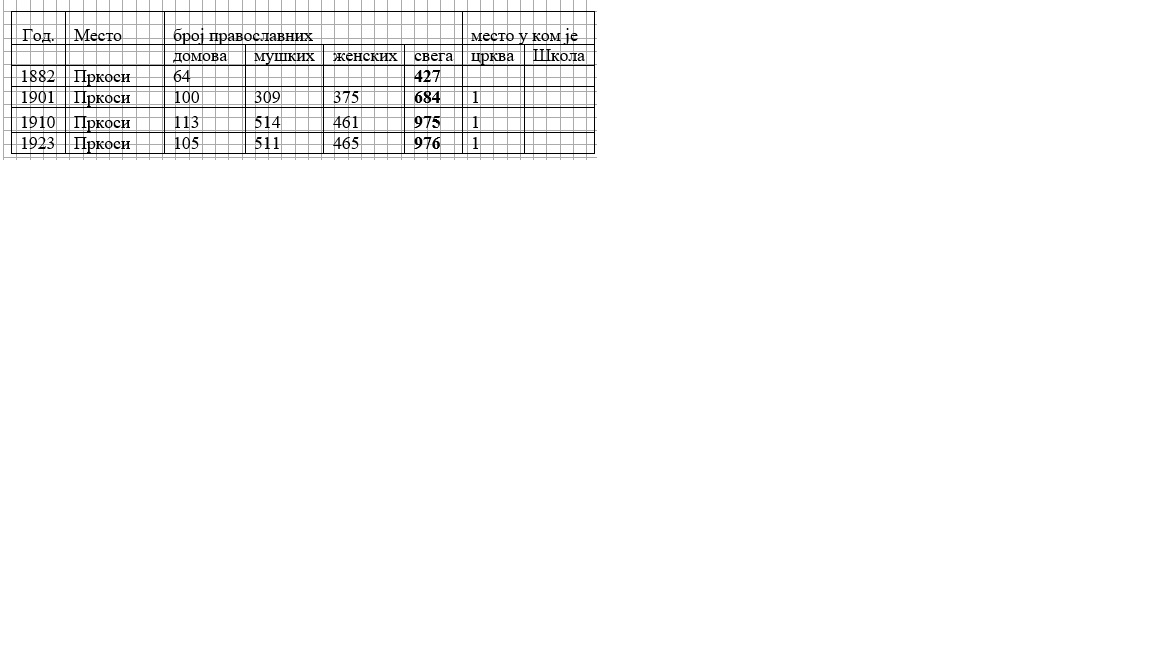 Год. Место број православних место у ком је
домова мушких женских свега црква Школа
1882 Пркоси 64 427
1901 Пркоси 100 309 375 684 1
1910 Пркоси 113 514 461 975 1
1923 Пркоси 105 511 465 976 1